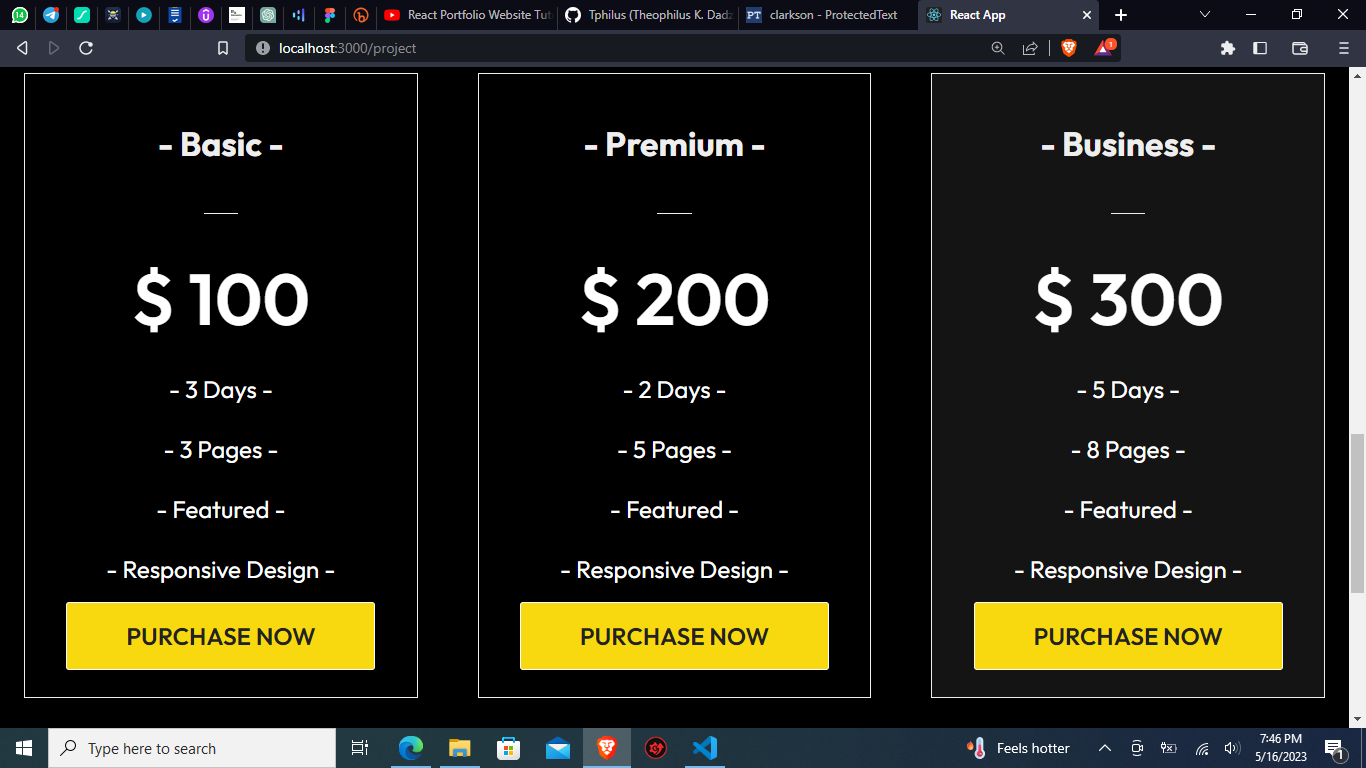 14
React Portfolio Website Tut
Tphilus (Theophilus K. Dadz
PT
clarkson - ProtectedText
React App
localhost:3000/project
1
- Basic -
$ 100
- 3 Days -
- 3 Pages -
- Featured -
- Responsive Design -
PURCHASE NOW
- Premium -
$ 200
- 2 Days -
- 5 Pages -
- Featured -
- Responsive Design -
PURCHASE NOW
- Business -
$ 300
- 5 Days -
- 8 Pages -
- Featured -
- Responsive Design -
PURCHASE NOW
Type here to search
Feels hotter
7:46 PM
5/16/2023
1